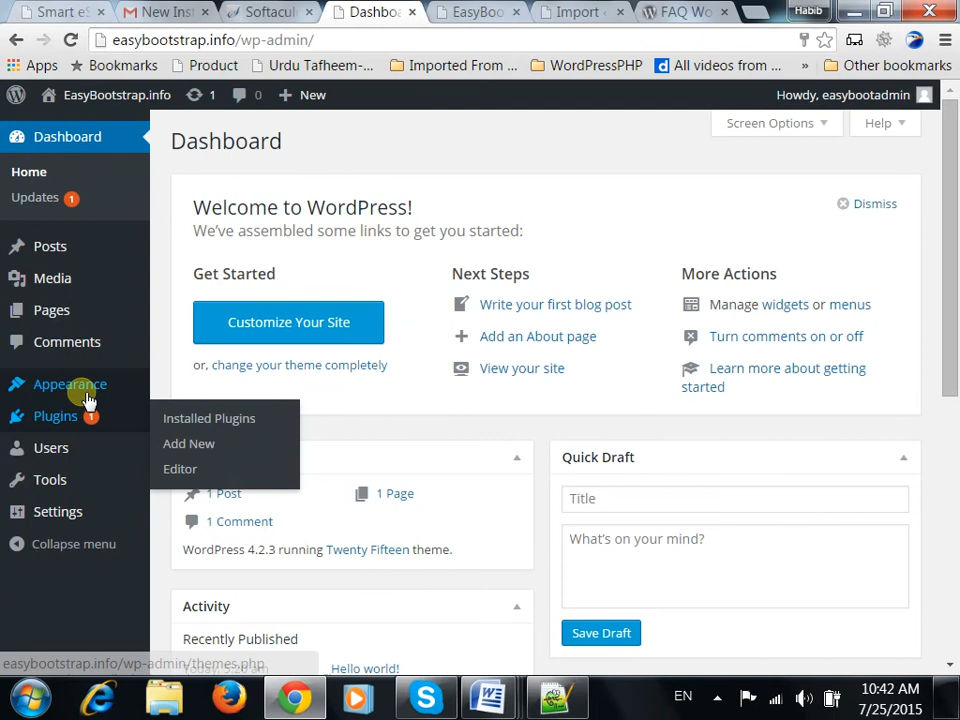 Smart eS
New Inst
Softacul
Dashboa
EasyBoo
Import
FAQ Wo
Habib
easybootstrap.info/wp-admin/
Apps
Bookmarks
Product
Urdu Tafheem-...
Imported From ...
WordPressPHP
All videos from ...
»
Other bookmarks
EasyBootstrap.info
1
0
New
Howdy, easybootadmin
Dashboard
Home
Updates 1
Posts
Media
Pages
Comments
Appearance
Plugins 1
Users
Tools
Settings
Collapse menu
Installed Plugins
Add New
Editor
Dashboard
Screen Options
Help
Welcome to WordPress!
We've assembled some links to get you started:
Dismiss
Get Started
Customize Your Site
or, change your theme completely
Next Steps
Write your first blog post
Add an About page
View your site
More Actions
Manage widgets or menus
Turn comments on or off
Learn more about getting
started
1 Post
1 Page
1 Comment
WordPress 4.2.3 running Twenty Fifteen theme.
Activity
Recently Published
Hello world!
Quick Draft
Title
What's on your mind?
Save Draft
easybootstrap.info/wp-admin/themes.php
EN
10:42 AM
7/25/2015